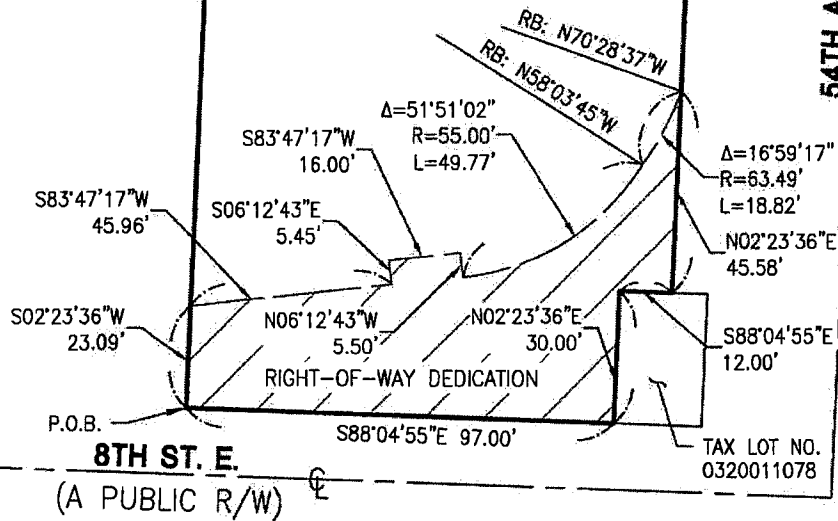 RB: N70°28'37"W
RB: N58°03'45"W
54TH A
Δ=51°51'02"
R=55.00'
L=49.77'
S83°47'17"W
16.00'
Δ=16°59'17"
R=63.49'
L=18.82'
S83°47'17"W
45.96'
S06°12'43"E
5.45'
N02°23'36"E
45.58'
S02°23'36"W
23.09'
N06°12'43"W
5.50'
N02°23'36"E
30.00'
S88°04'55"E
12.00'
RIGHT-OF-WAY DEDICATION
P.O.B.
S88°04'55"E 97.00'
TAX LOT NO.
0320011078
8TH ST. E.
(A PUBLIC R/W) ℄